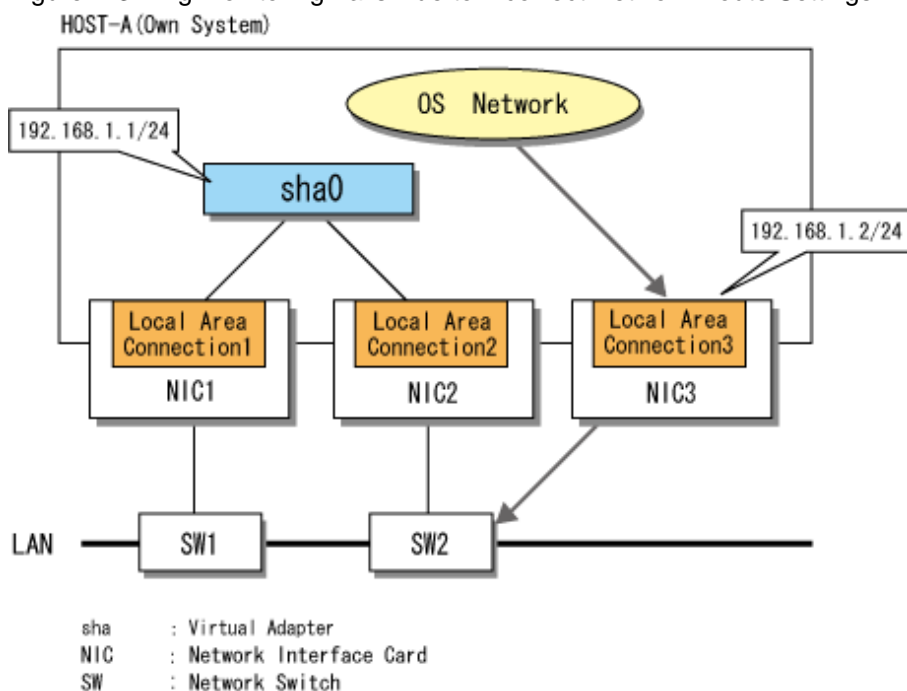 HOST-A(Own System)
OS Network
192.168.1.1/24
sha0
192.168.1.2/24
Local Area
Connection1
NIC1
Local Area
Connection2
NIC2
Local Area
Connection3
NIC3
LAN
SW1
SW2
sha : Virtual Adapter
NIC : Network Interface Card
SW : Network Switch